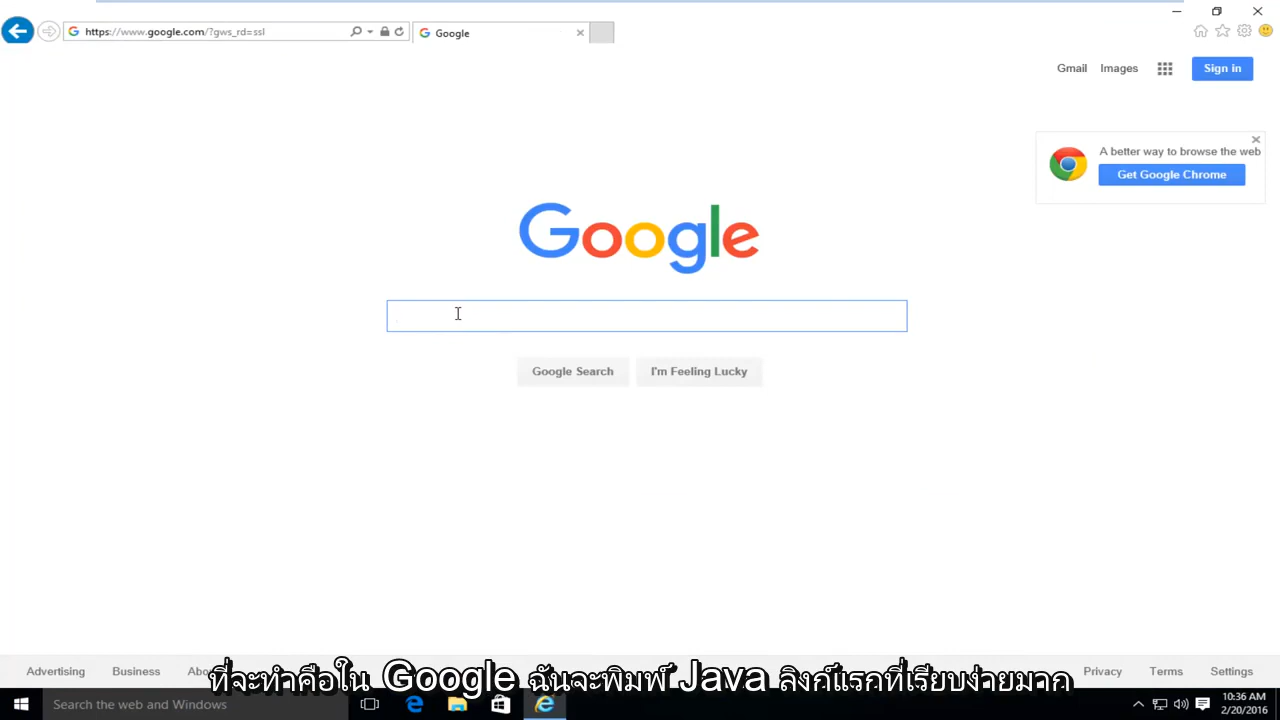 https://www.google.com/?gws_rd=ssl
Google
Gmail Images Sign in
A better way to browse the web
Get Google Chrome
Google
Google Search I'm Feeling Lucky
Advertising Business Privacy Terms Settings
ที่จะทำคือใน Google ฉันจะพิมพ์ Java ลิงก์แรกที่เรียบง่ายมาก
Search the web and Windows
10:36 AM
2/20/2016